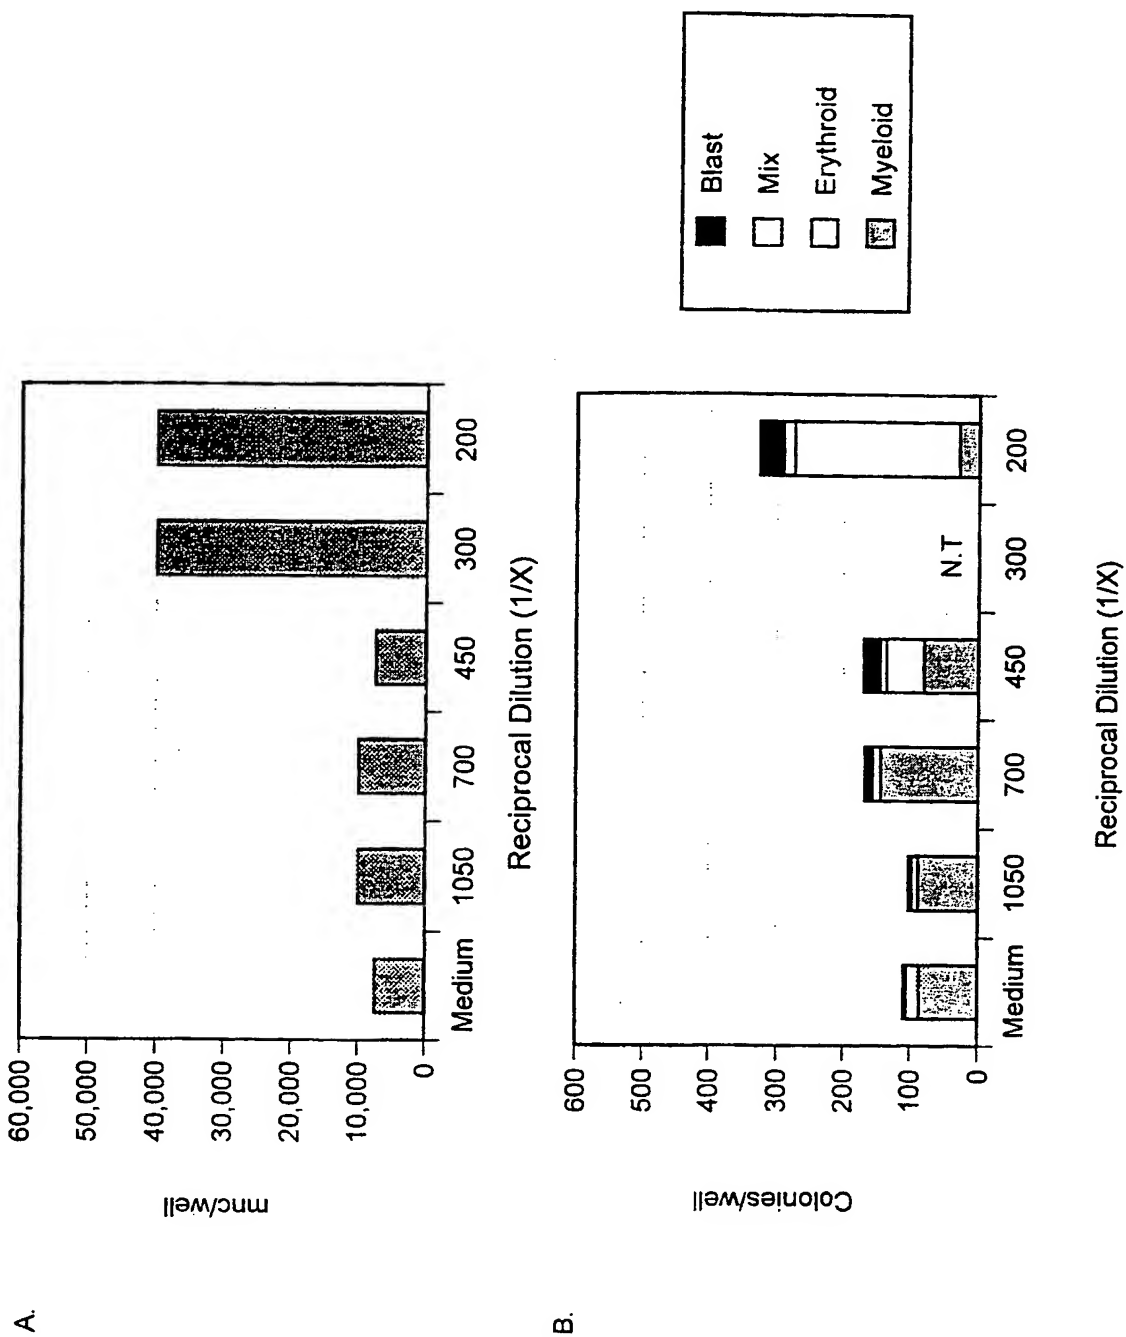 A.
mnc/well
60,000
50,000
40,000
30,000
20,000
10,000
0
Medium 1050 700 450 300 200
Reciprocal Dilution (1/X)
B.
Colonies/well
600
500
400
300
200
100
0
N.T
Medium 1050 700 450 300 200
Reciprocal Dilution (1/X)
Blast
Mix
Erythroid
Myeloid